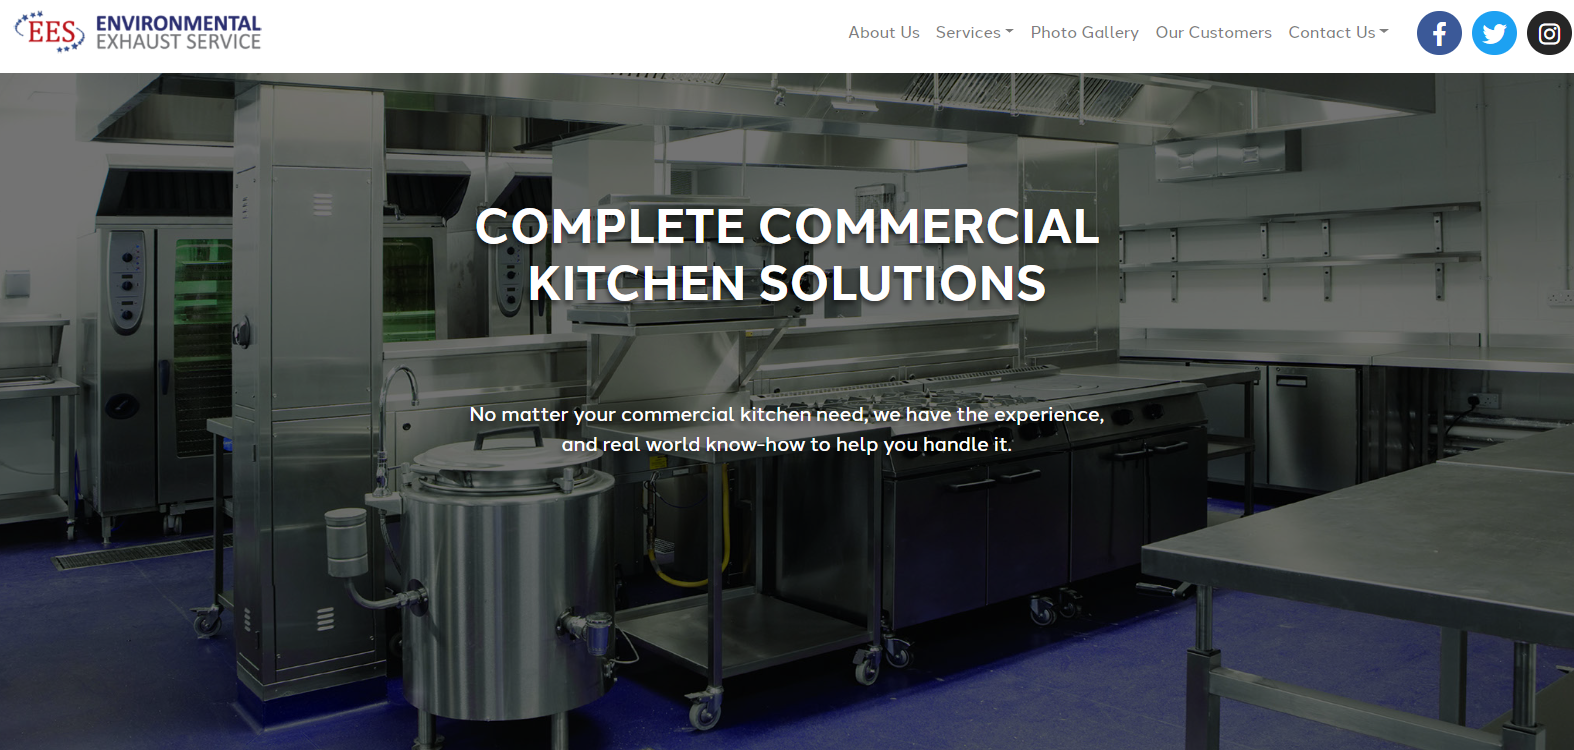 EES ENVIRONMENTAL
EXHAUST SERVICE
About Us Services Photo Gallery Our Customers Contact Us
COMPLETE COMMERCIAL
KITCHEN SOLUTIONS
No matter your commercial kitchen need, we have the experience,
and real world know-how to help you handle it.